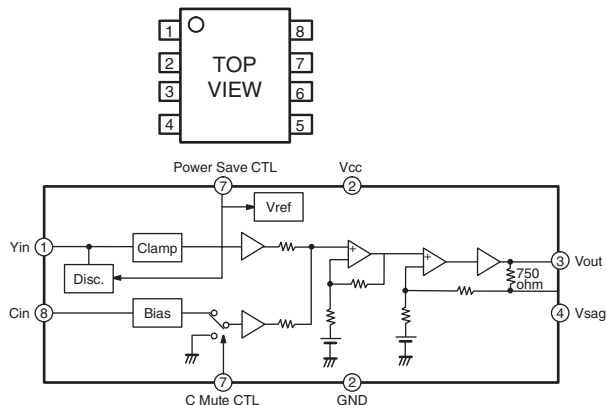 1
2
3
4
TOP
VIEW
8
7
6
5
Power Save CTL
7
Vcc
2
Vref
Yin 1
Clamp
Disc.
3 Vout
750
ohm
Cin 8
Bias
4
Vsag
7
C Mute CTL
2
GND
+
+